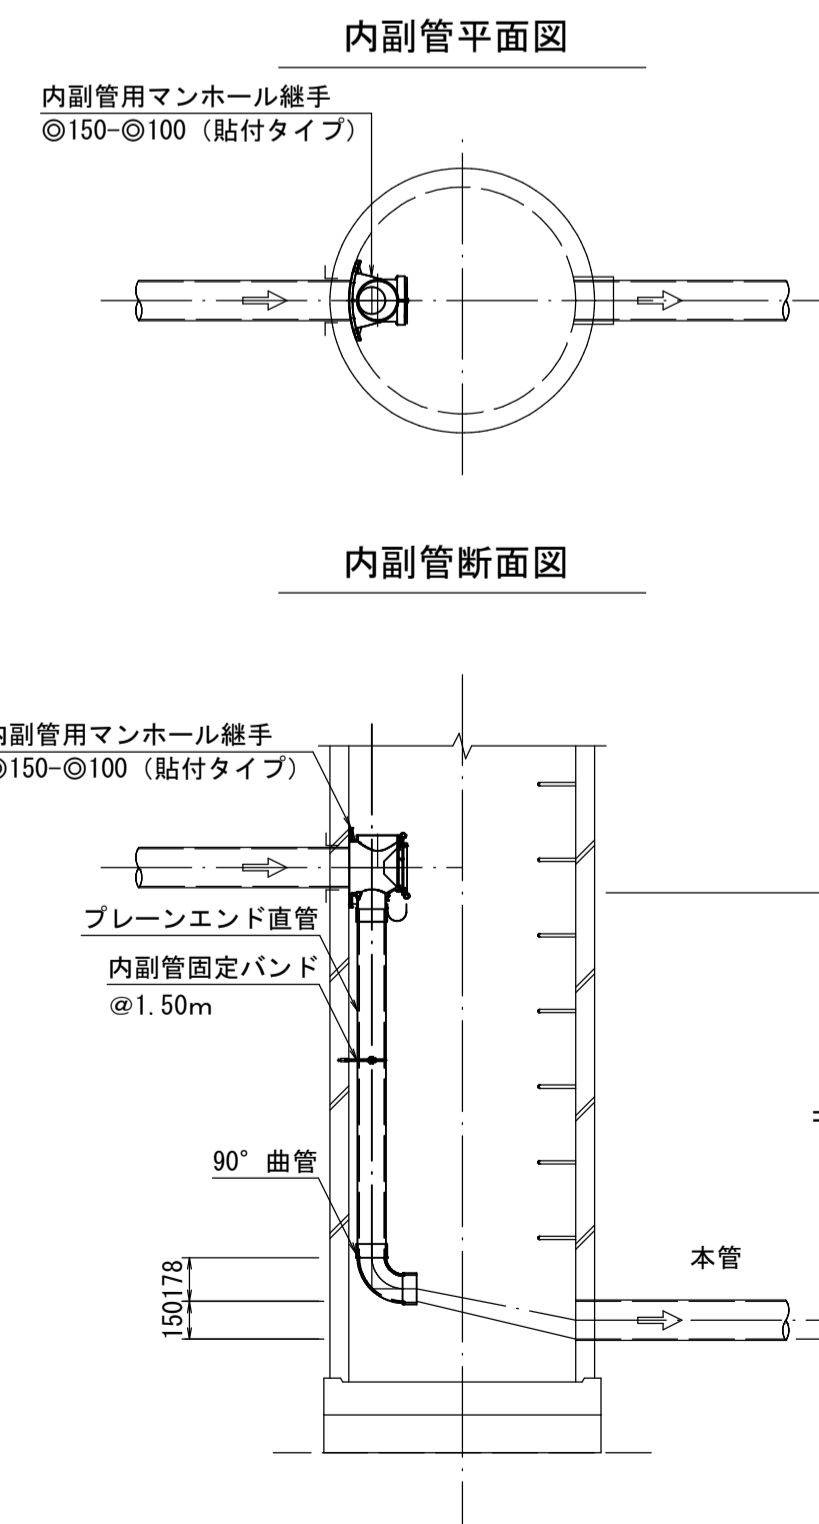 内副管平面図
内副管用マンホール継手
◎150-◎100（貼付タイプ）
内副管断面図
内副管用マンホール継手
◎150-◎100（貼付タイプ）
プレーンエンド直管
内副管固定バンド
@1.50m
90° 曲管
178
150
本管